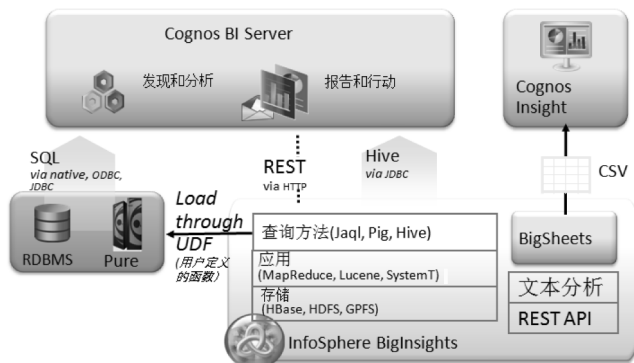 Cognos BI Server
发现和分析
报告和行动
Cognos
Insight
SQL
via native, ODBC,
JDBC
REST
via HTTP
Hive
via JDBC
CSV
RDBMS
Pure
Load
through
UDF
(用户定义
的函数)
查询方法(Jaql, Pig, Hive)
应用
(MapReduce, Lucene, SystemT)
存储
(HBase, HDFS, GPFS)
InfoSphere BigInsights
BigSheets
文本分析
REST API